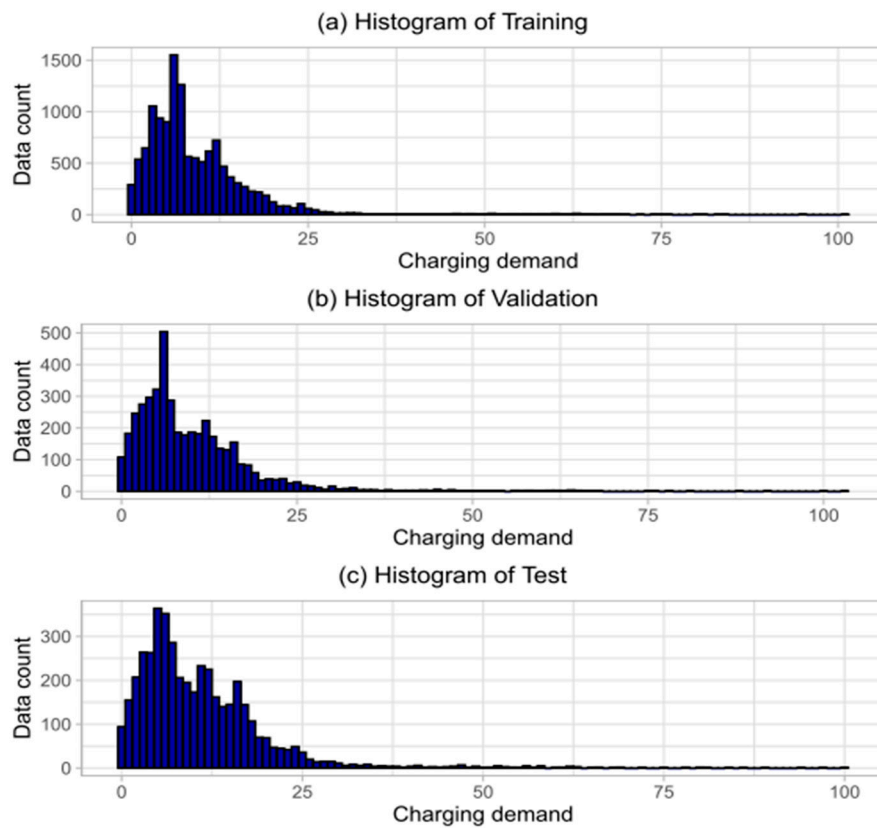 (a) Histogram of Training
1500
1000
500
0
Data count
0 25 50 75 100
Charging demand
(b) Histogram of Validation
500
400
300
200
100
0
Data count
0 25 50 75 100
Charging demand
(c) Histogram of Test
300
200
100
0
Data count
0 25 50 75 100
Charging demand